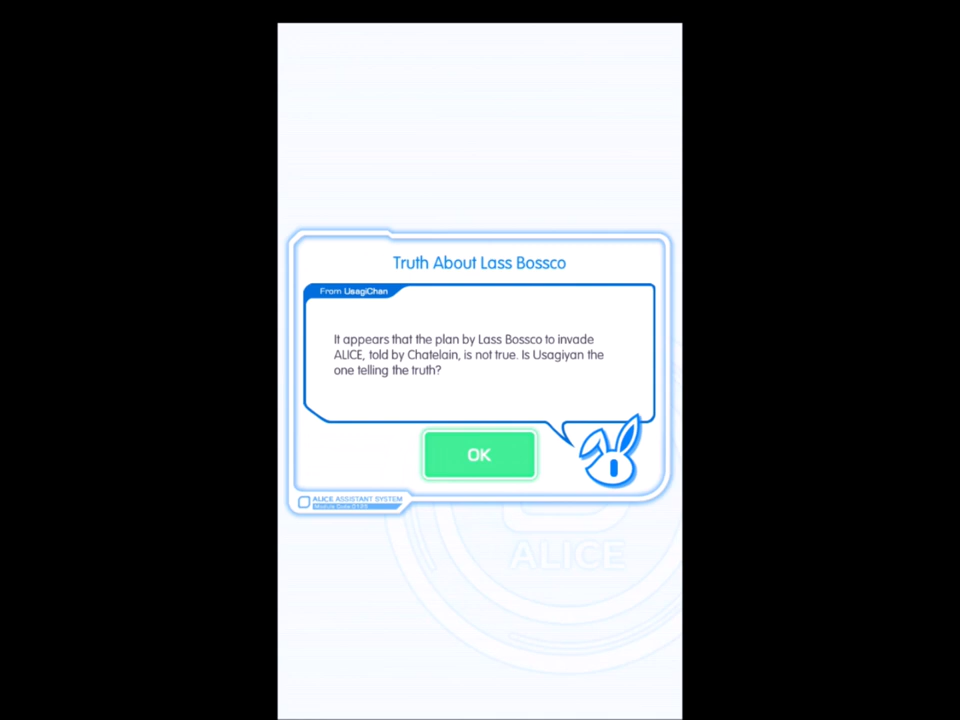 Truth About Lass Bossco
From UsagiChan
It appears that the plan by Lass Bossco to invade
ALICE, told by Chatelain, is not true. Is Usagiyan the
one telling the truth?
OK
ALICE ASSISTANT SYSTEM
ALICE